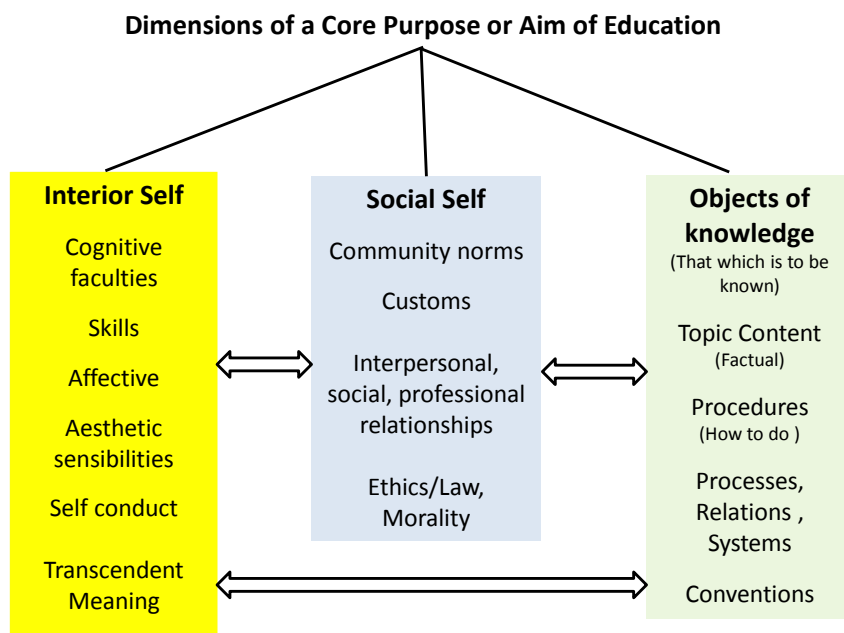 Dimensions of a Core Purpose or Aim of Education
Interior Self
Cognitive
faculties
Skills
Affective
Aesthetic
sensibilities
Self conduct
Transcendent
Meaning
Social Self
Community norms
Customs
Interpersonal,
social, professional
relationships
Ethics/Law,
Morality
Objects of
knowledge
(That which is to be
known)
Topic Content
(Factual)
Procedures
(How to do )
Processes,
Relations ,
Systems
Conventions